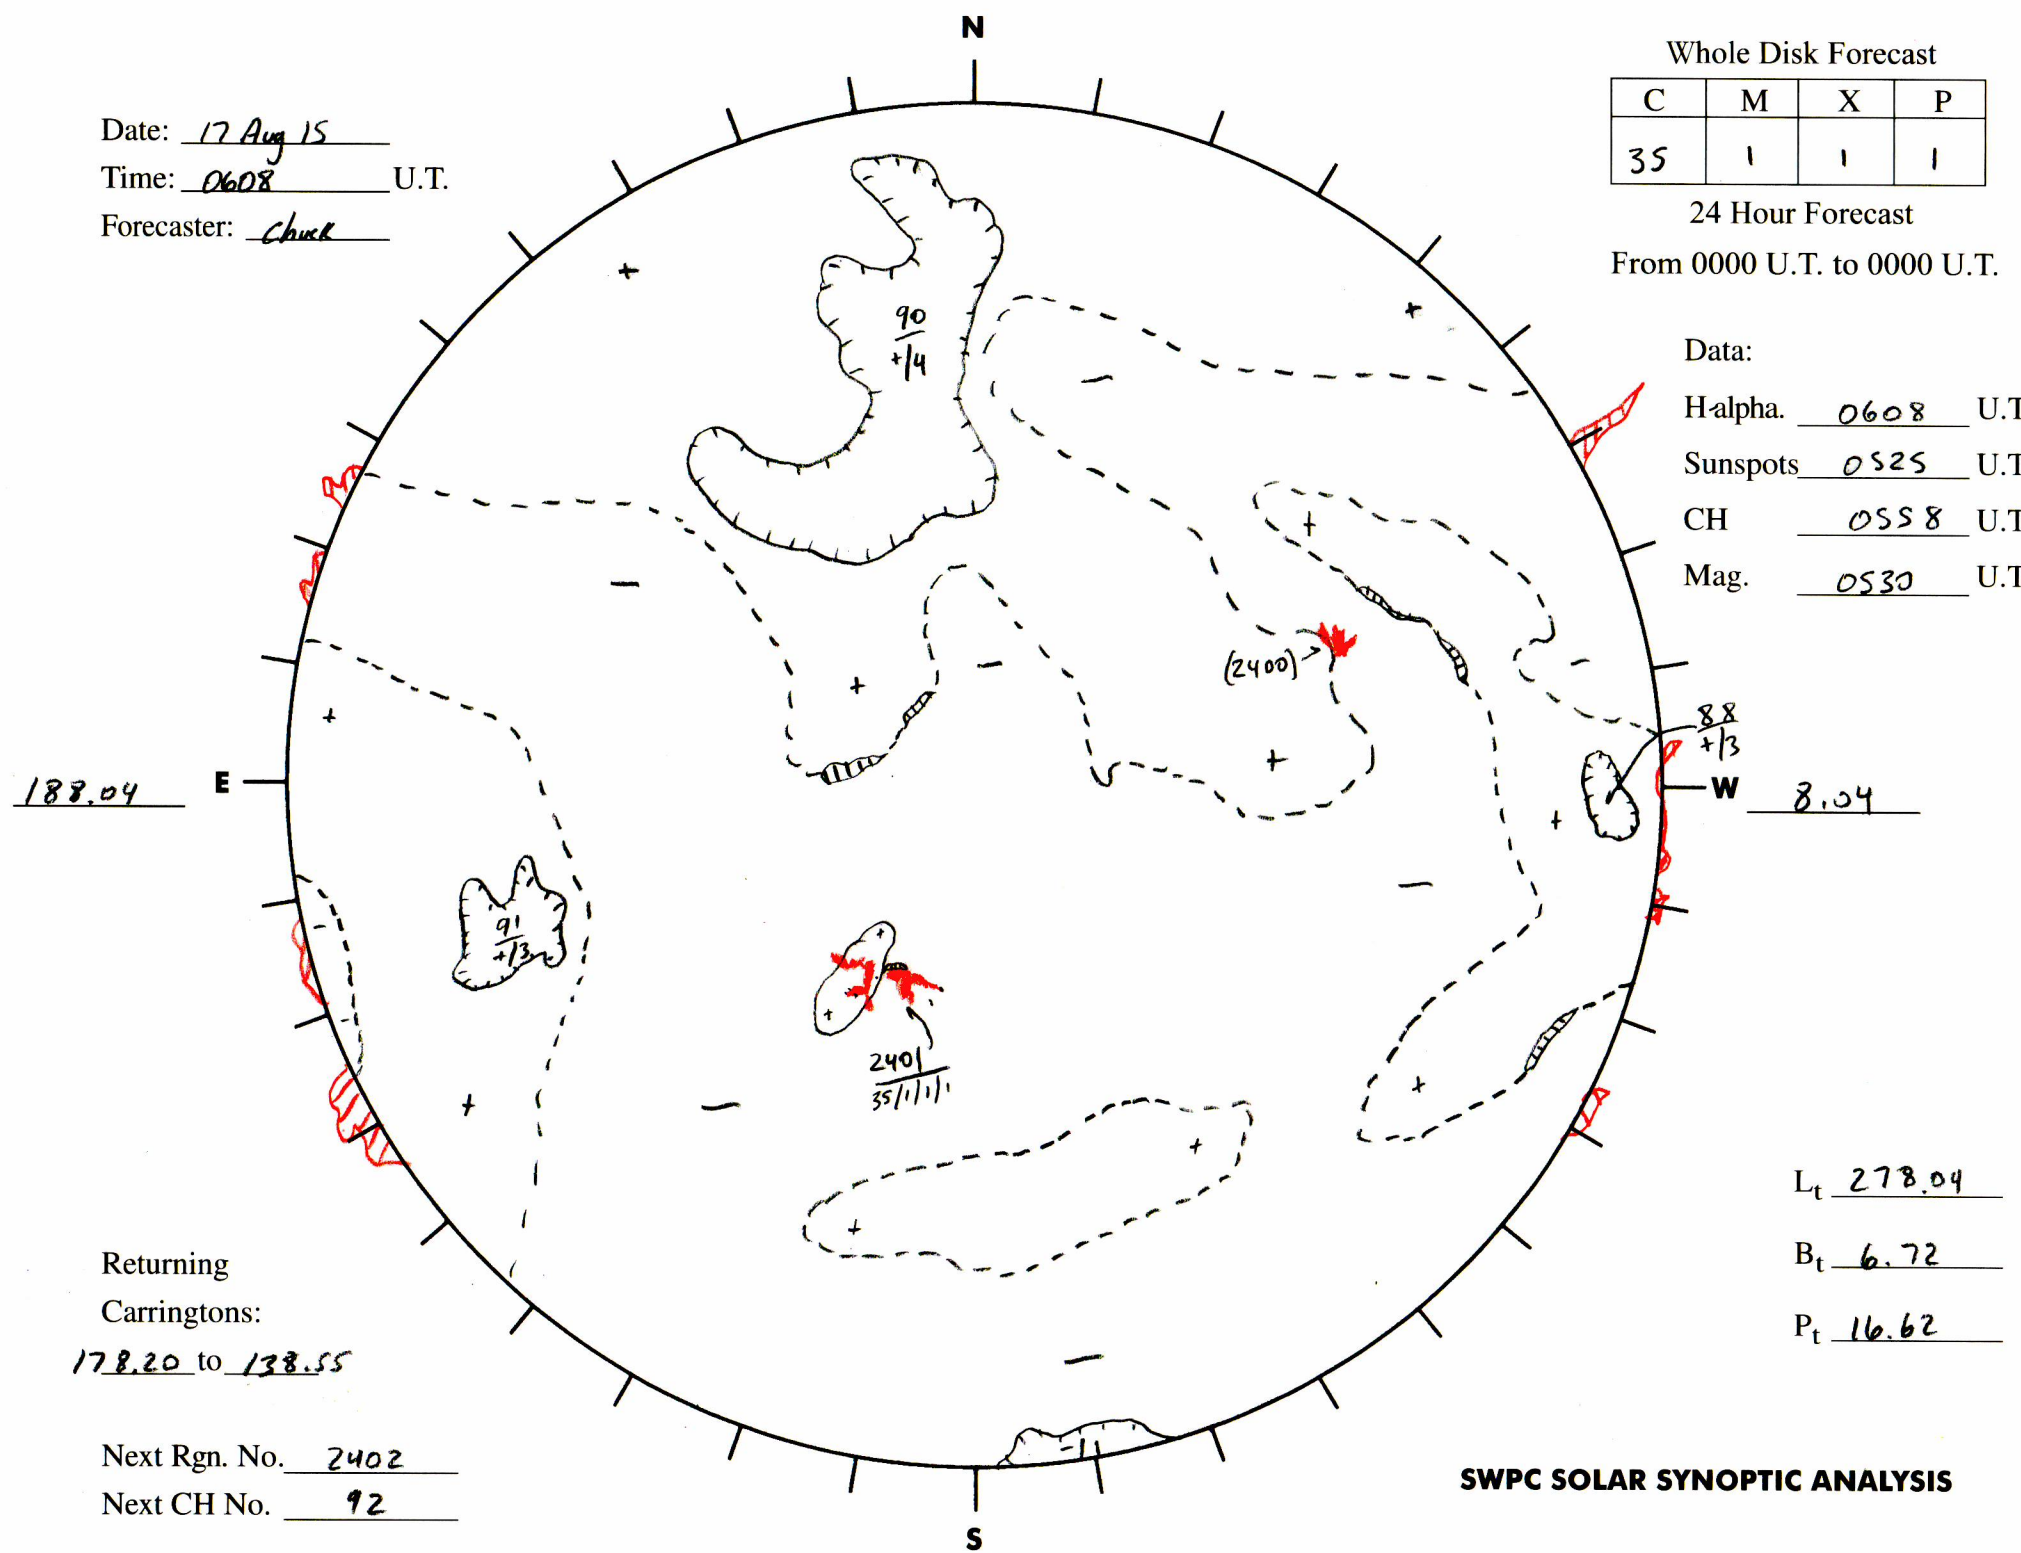 N
Whole Disk Forecast
C M X P
35 1 1 1
24 Hour Forecast
From 0000 U.T. to 0000 U.T.
Date: 17 Aug 15
Time: 0608 U.T.
Forecaster: Chuck
Data:
H-alpha. 0608 U.T
Sunspots 0525 U.T
CH 0558 U.T
Mag. 0530 U.T
+
+
90
+/4
−
+
−
(2400)
+
−
−
+
+
88
+/3
188.04 E
W 8.04
+
−
−
91
+/3
+
+
2401
35/1/1/1
+
−
+
+
+
−
-/1
Lt 278.04
Bt 6.72
Pt 16.62
Returning
Carringtons:
178.20 to 138.55
Next Rgn. No. 2402
Next CH No. 92
SWPC SOLAR SYNOPTIC ANALYSIS
S